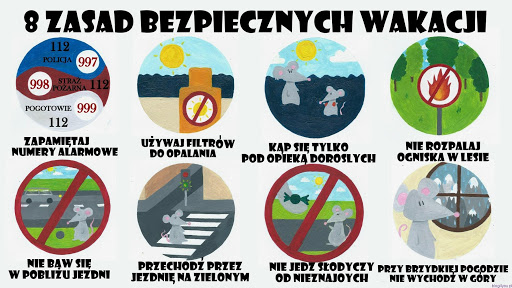 8 ZASAD BEZPIECZNYCH WAKACJI
112
POLICJA 997
998 STRAŻ POŻARNA 112
POGOTOWIE 999
112
ZAPAMIĘTAJ
NUMERY ALARMOWE
UŻYWAJ FILTRÓW
DO OPALANIA
KĄP SIĘ TYLKO
POD OPIEKĄ DOROSŁYCH
NIE ROZPALAJ
OGNISKA W LESIE
NIE BAW SIĘ
W POBLIŻU JEZDNI
PRZECHODŹ PRZEZ
JEZDNIĘ NA ZIELONYM
NIE JEDZ SŁODYCZY
OD NIEZNAJOYCH
PRZY BRZYDKIEJ POGODZIE
NIE WYCHODŹ W GÓRY